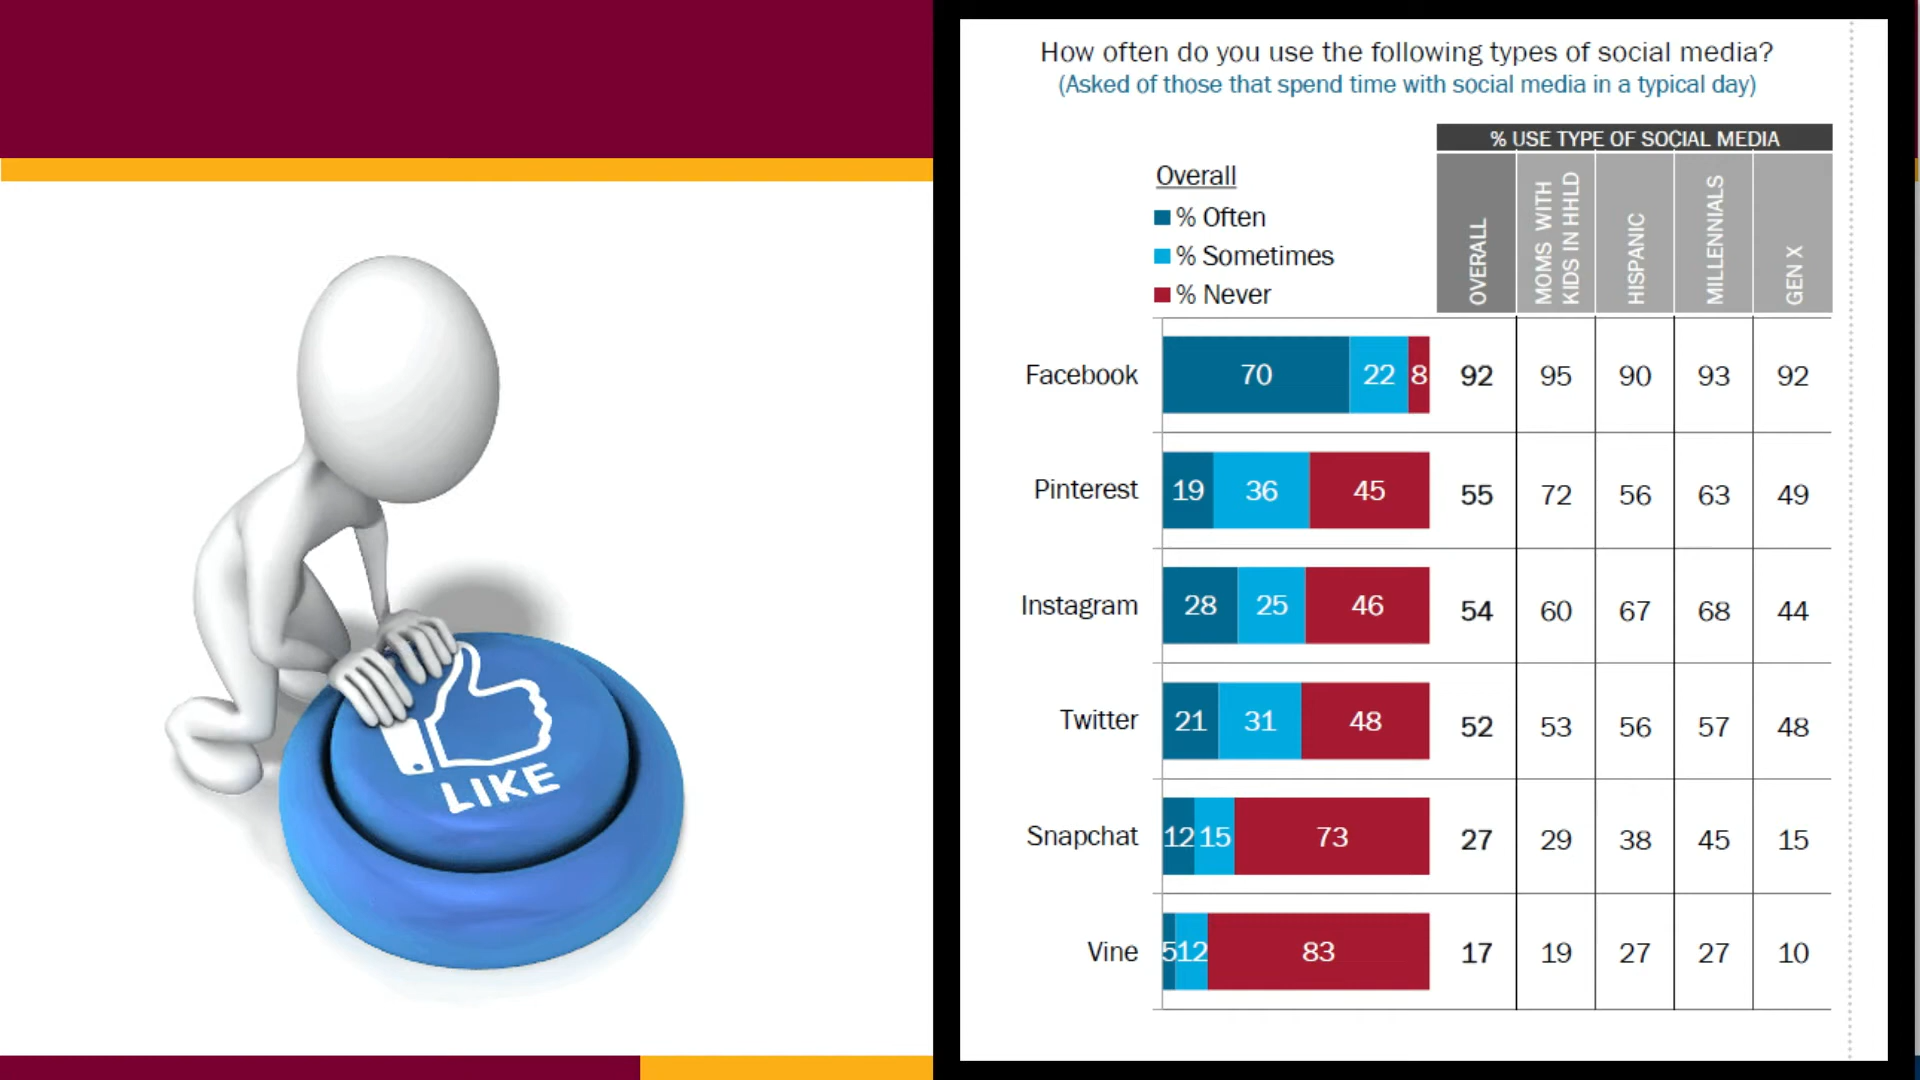 LIKE
How often do you use the following types of social media?
(Asked of those that spend time with social media in a typical day)
% USE TYPE OF SOCIAL MEDIA
Overall
% Often
% Sometimes
% Never
OVERALL
MOMS WITH
KIDS IN HHLD
HISPANIC
MILLENNIALS
GEN X
Facebook 70 22 8 92 95 90 93 92
Pinterest 19 36 45 55 72 56 63 49
Instagram 28 25 46 54 60 67 68 44
Twitter 21 31 48 52 53 56 57 48
Snapchat 12 15 73 27 29 38 45 15
Vine 5 12 83 17 19 27 27 10